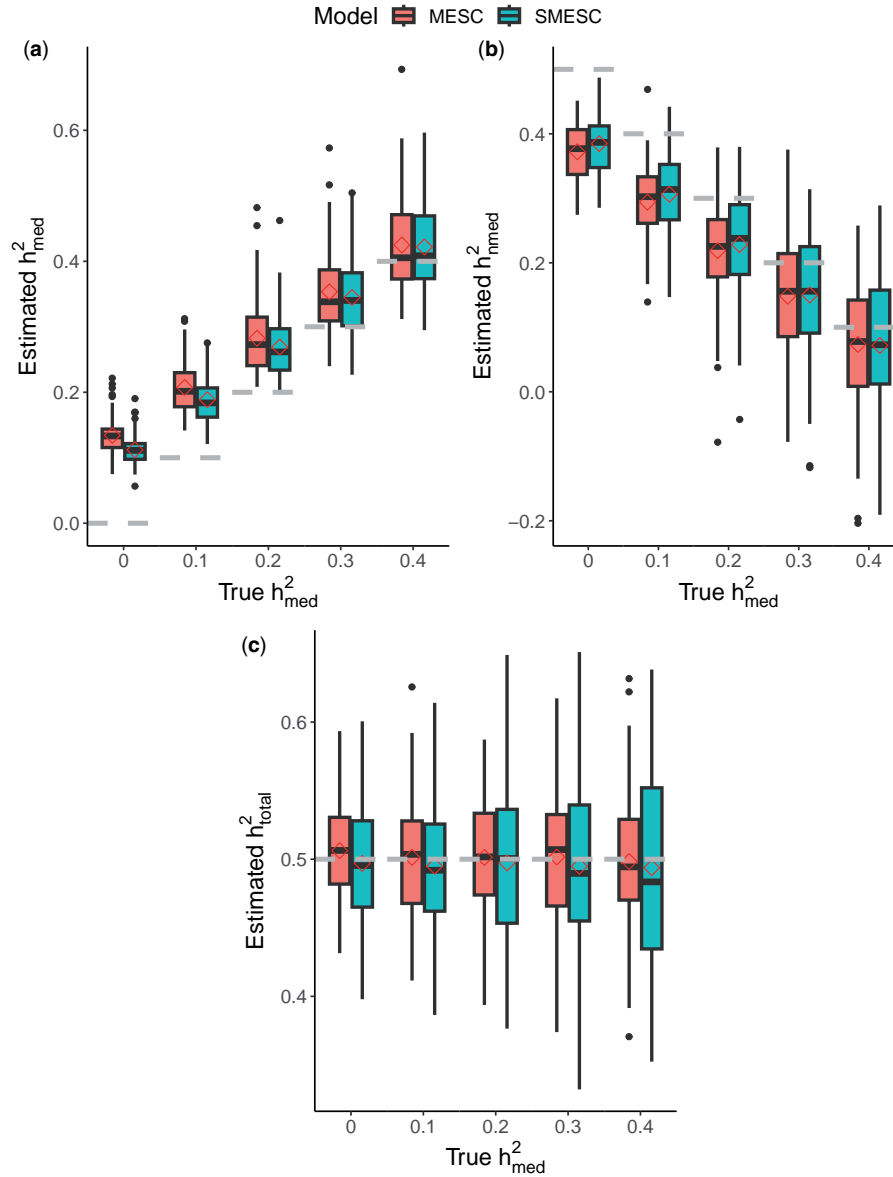 Model MESC SMESC
(a)
Estimated h²med
0.6
0.4
0.2
0.0
0 0.1 0.2 0.3 0.4
True h²med
(b)
Estimated h²nmed
0.4
0.2
0.0
−0.2
0 0.1 0.2 0.3 0.4
True h²med
(c)
Estimated h²total
0.6
0.5
0.4
0 0.1 0.2 0.3 0.4
True h²med